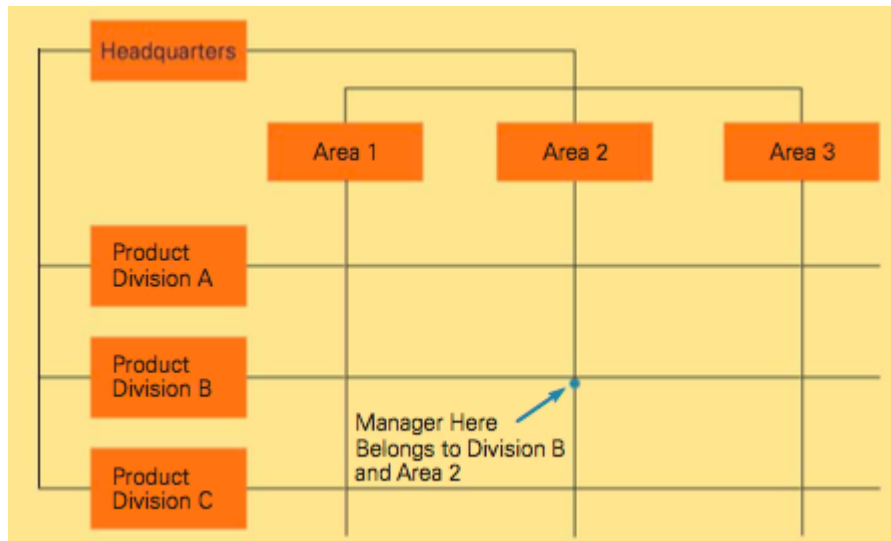 Headquarters
Area 1
Area 2
Area 3
Product
Division A
Product
Division B
Manager Here
Belongs to Division B
and Area 2
Product
Division C